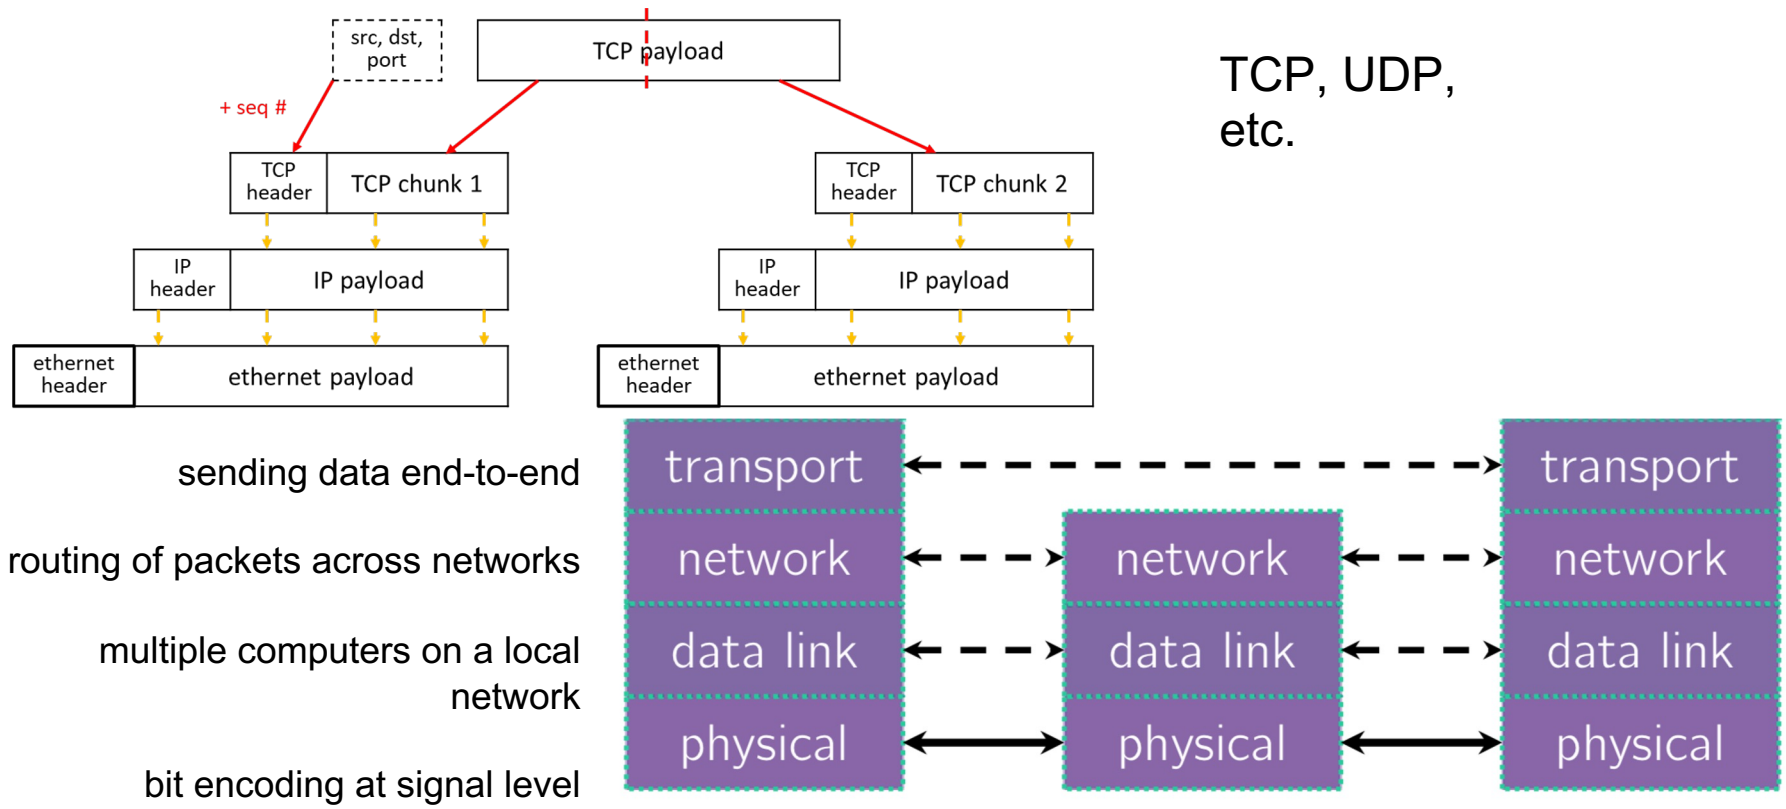 src, dst,
port
TCP payload
TCP, UDP,
etc.
+ seq #
TCP
header
TCP chunk 1
TCP
header
TCP chunk 2
IP
header
IP payload
IP
header
IP payload
ethernet
header
ethernet payload
ethernet
header
ethernet payload
sending data end-to-end
transport
transport
routing of packets across networks
network
network
network
multiple computers on a local
network
data link
data link
data link
bit encoding at signal level
physical
physical
physical